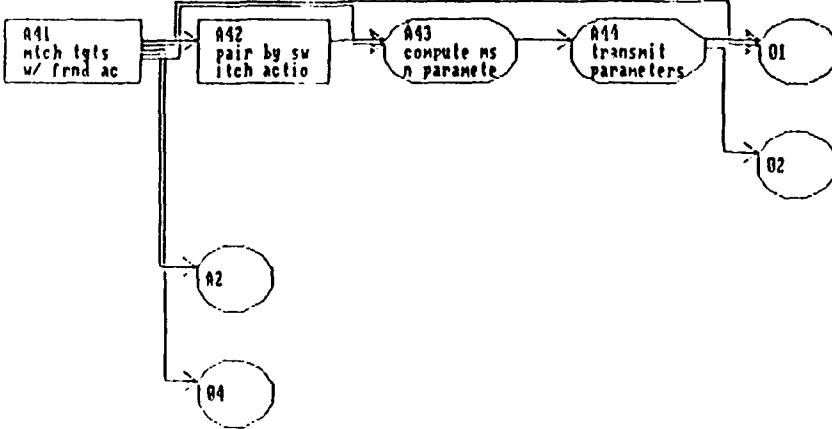 A41
mtch tgts
w/ frnd ac
A42
pair by sw
itch actio
A43
compute ms
n paramete
A44
transmit
parameters
O1
O2
A2
O4